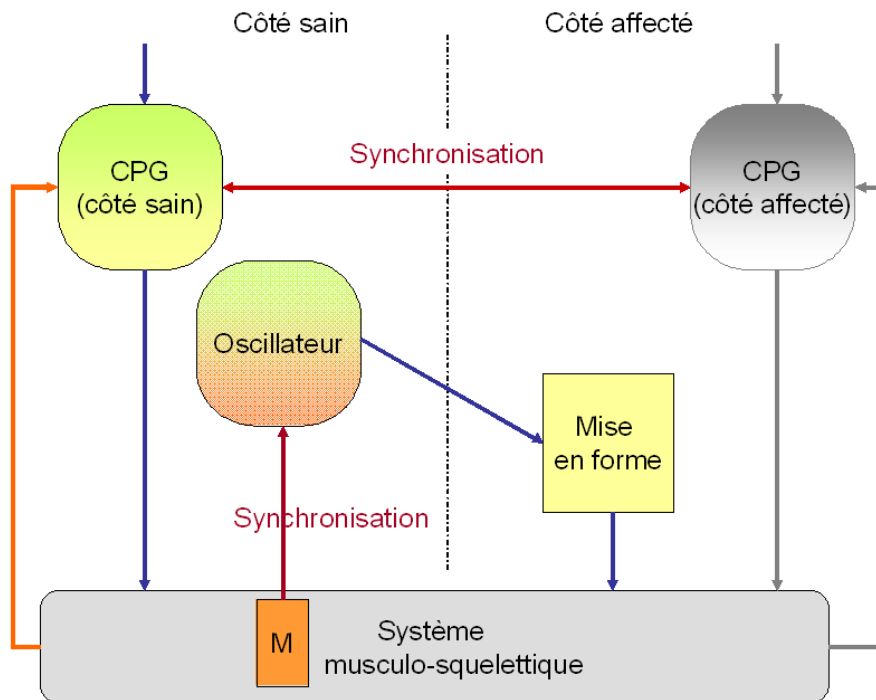 Côté sain
Côté affecté
CPG
(côté sain)
Synchronisation
CPG
(côté affecté)
Oscillateur
Mise
en forme
Synchronisation
M
Système
musculo-squelettique